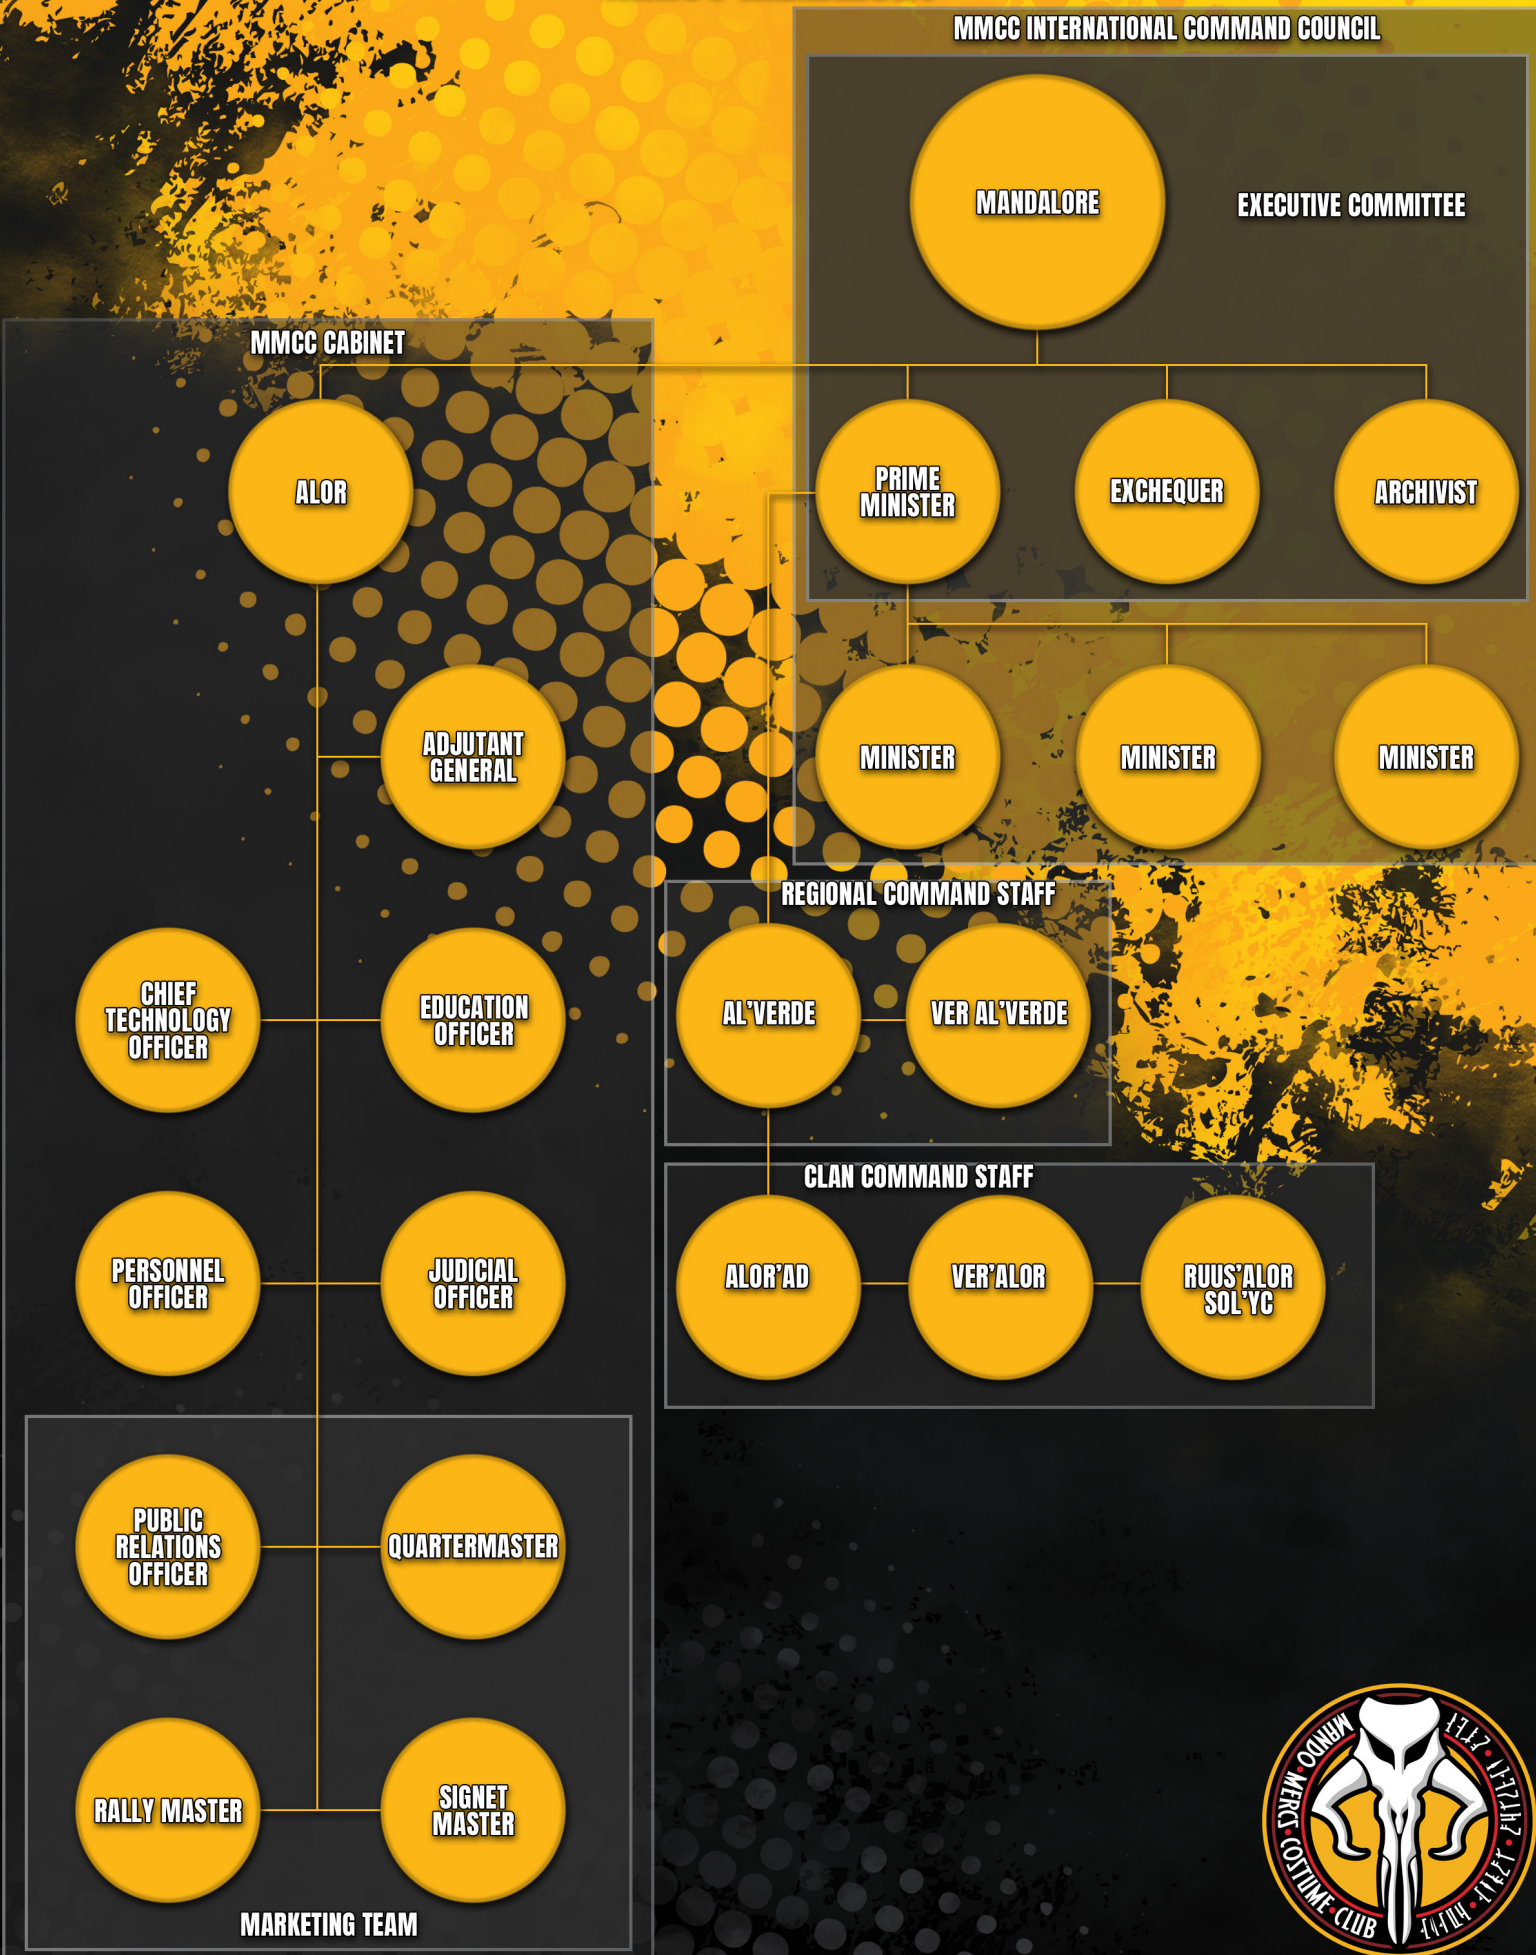 MMCC INTERNATIONAL COMMAND COUNCIL
MANDALORE
EXECUTIVE COMMITTEE
MMCC CABINET
ALOR
PRIME
MINISTER
EXCHEQUER
ARCHIVIST
ADJUTANT
GENERAL
MINISTER
MINISTER
MINISTER
REGIONAL COMMAND STAFF
CHIEF
TECHNOLOGY
OFFICER
EDUCATION
OFFICER
AL'VERDE
VER AL'VERDE
CLAN COMMAND STAFF
PERSONNEL
OFFICER
JUDICIAL
OFFICER
ALOR'AD
VER'ALOR
RUUS'ALOR
SOL'YC
PUBLIC
RELATIONS
OFFICER
QUARTERMASTER
RALLY MASTER
SIGNET
MASTER
MARKETING TEAM
MANDO MERCS • COSTUME • CLUB